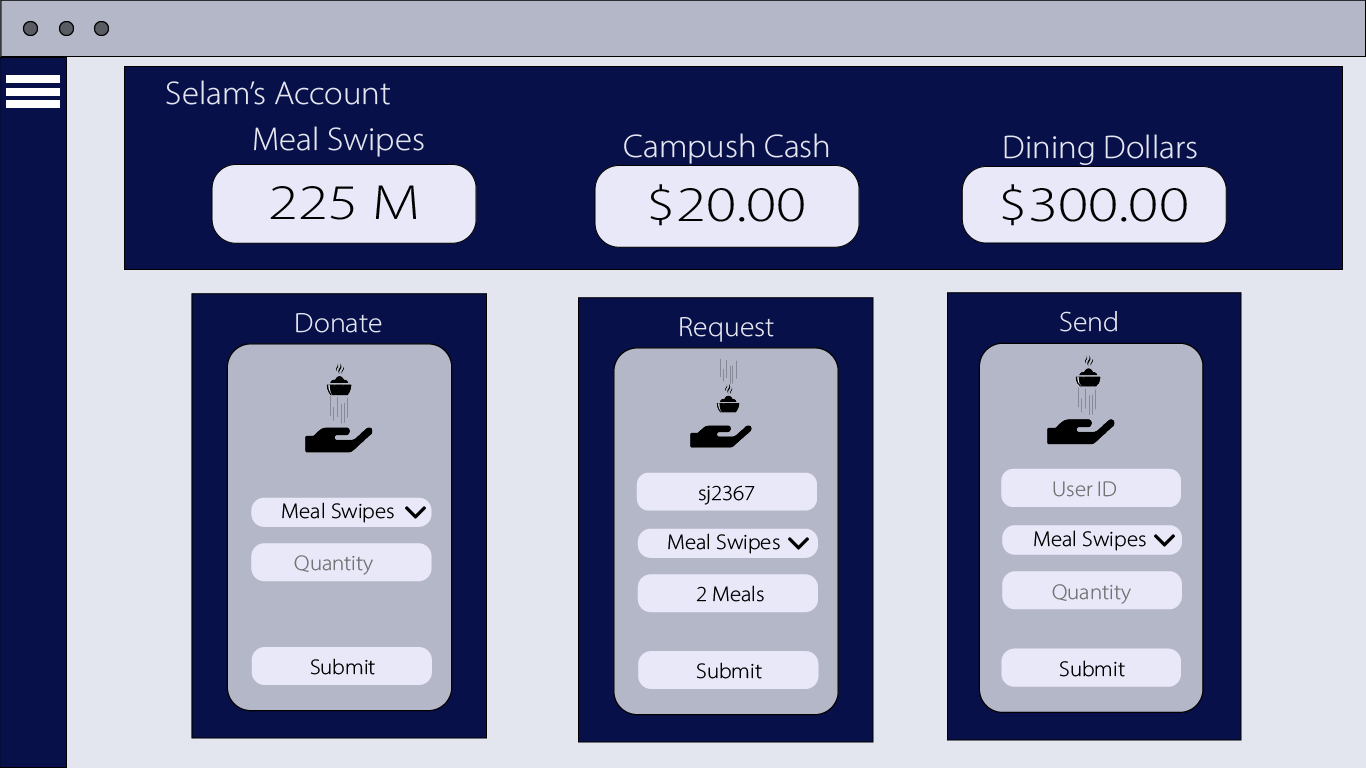 Selam's Account
Meal Swipes
225 M
Campush Cash
$20.00
Dining Dollars
$300.00
Donate
Meal Swipes
Quantity
Submit
Request
sj2367
Meal Swipes
2 Meals
Submit
Send
User ID
Meal Swipes
Quantity
Submit